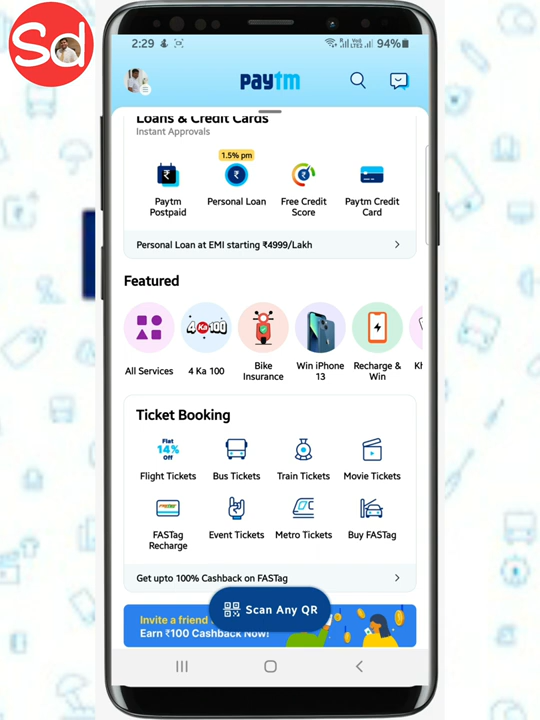 Sd
2:29
94%
paytm
Loans & Credit Cards
Instant Approvals
1.5% pm
Paytm
Postpaid
Personal Loan
Free Credit
Score
Paytm Credit
Card
Personal Loan at EMI starting ₹4999/Lakh
Featured
4 Ka 100
All Services
4 Ka 100
Bike
Insurance
Win iPhone
13
Recharge &
Win
Ticket Booking
Flat
14%
Off
Flight Tickets
Bus Tickets
Train Tickets
Movie Tickets
FASTag
Recharge
Event Tickets
Metro Tickets
Buy FASTag
Get upto 100% Cashback on FASTag
Scan Any QR
Invite a friend
Earn ₹100 Cashback Now!